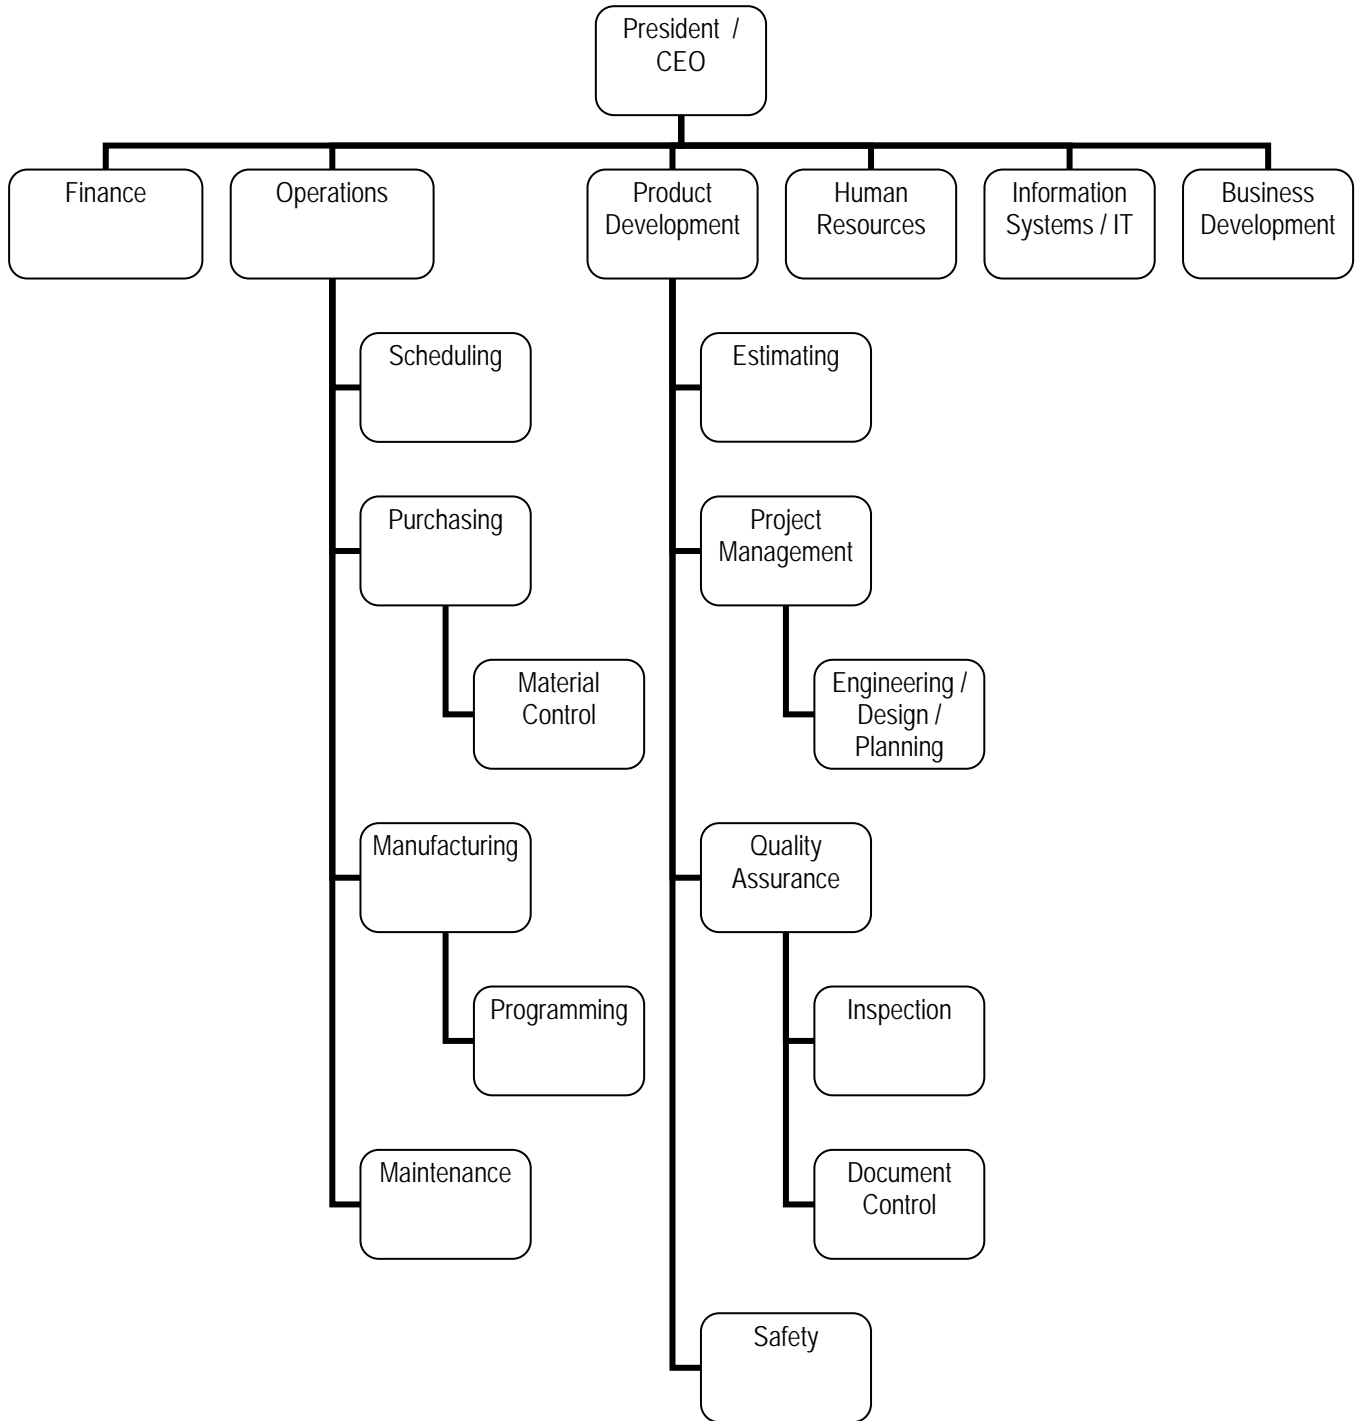 President / 
CEO
Finance
Operations
Product
Development
Human
Resources
Information
Systems / IT
Business
Development
Scheduling
Estimating
Purchasing
Project
Management
Material
Control
Engineering /
Design /
Planning
Manufacturing
Quality
Assurance
Programming
Inspection
Maintenance
Document
Control
Safety